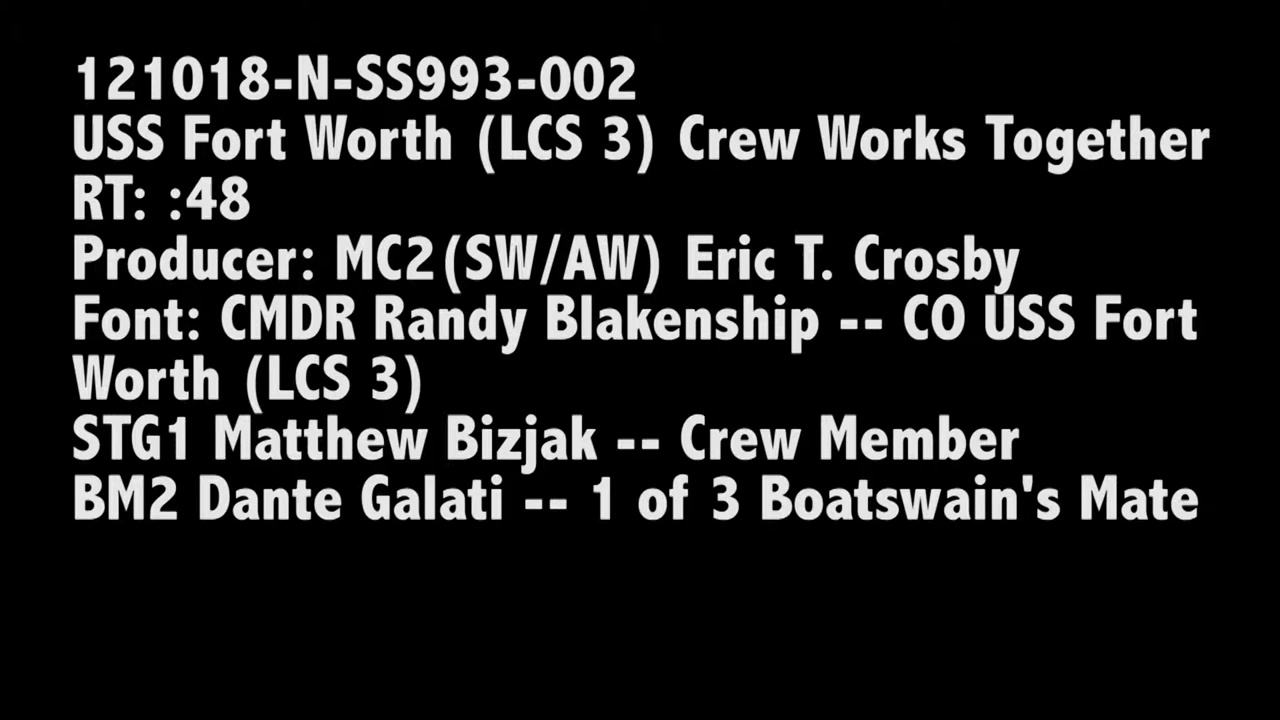 121018-N-SS993-002
USS Fort Worth (LCS 3) Crew Works Together
RT: :48
Producer: MC2(SW/AW) Eric T. Crosby
Font: CMDR Randy Blakenship -- CO USS Fort
Worth (LCS 3)
STG1 Matthew Bizjak -- Crew Member
BM2 Dante Galati -- 1 of 3 Boatswain's Mate